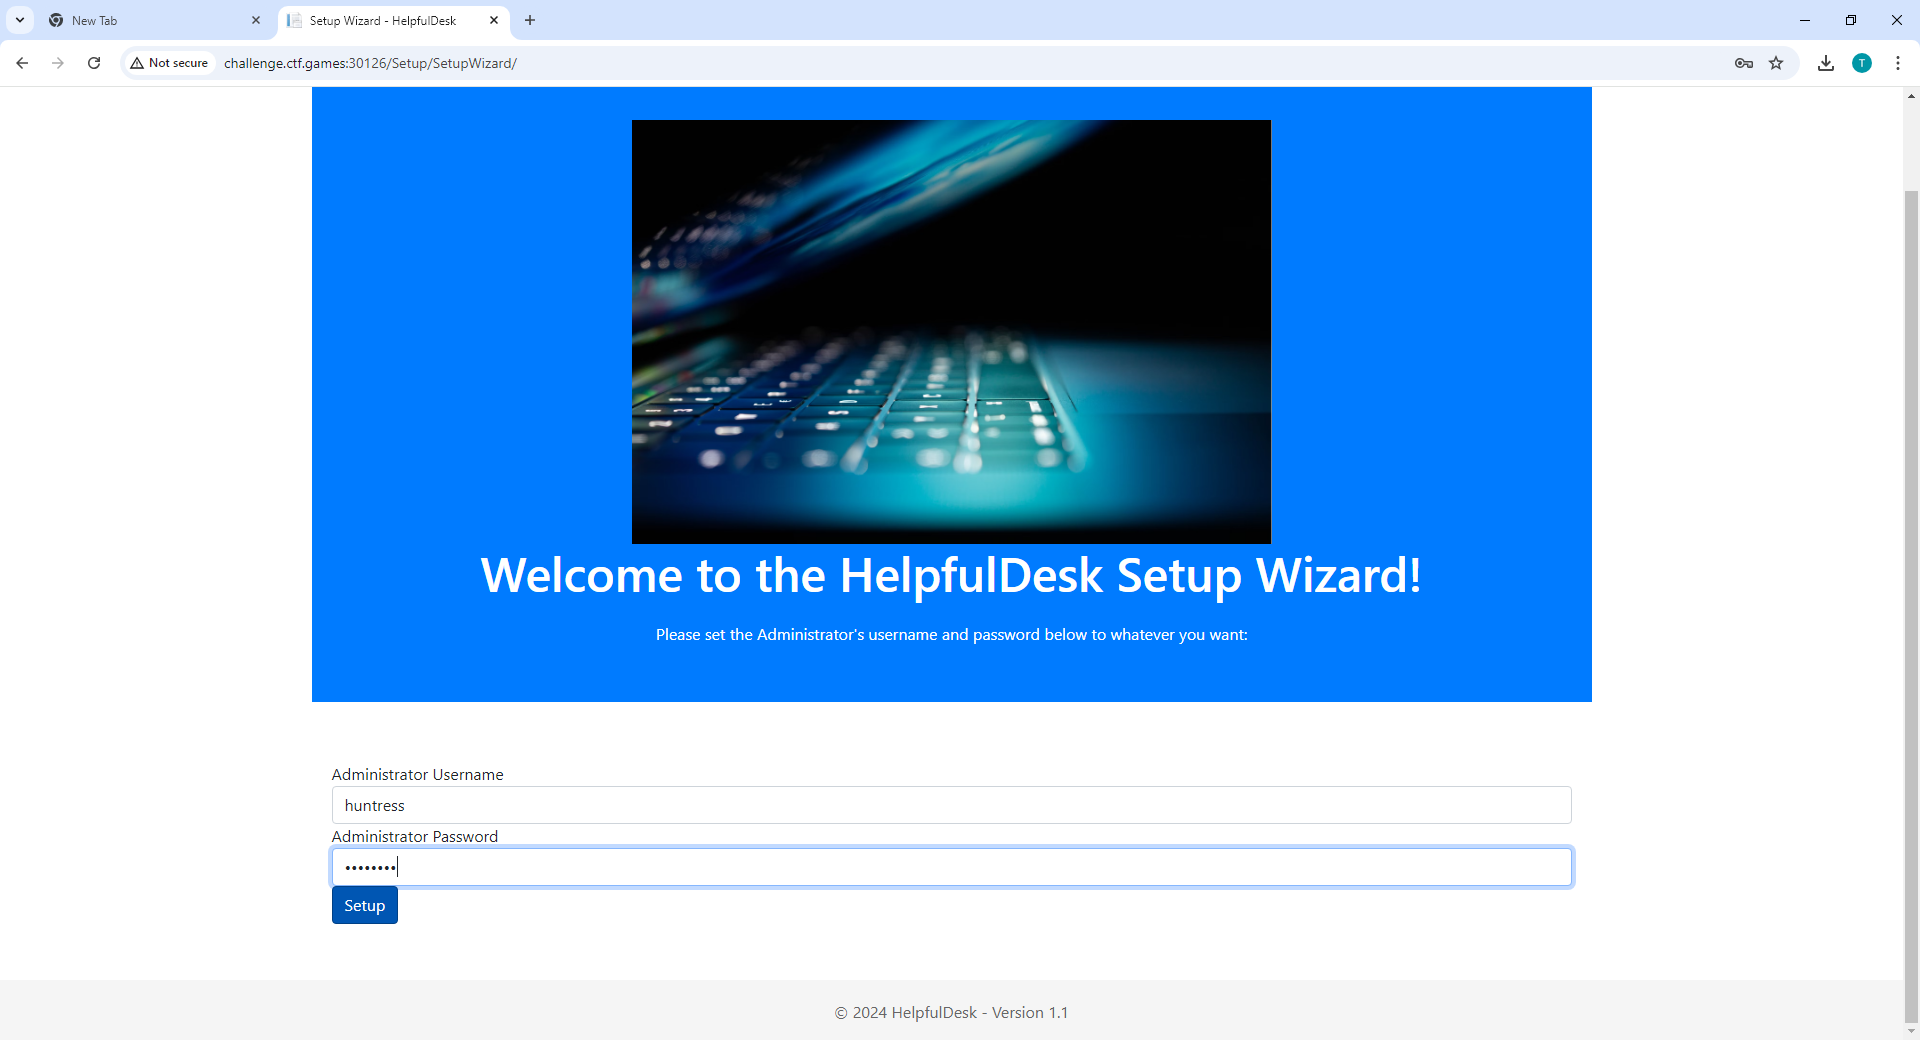 New Tab
Setup Wizard - HelpfulDesk
Not secure
challenge.ctf.games:30126/Setup/SetupWizard/
T
Welcome to the HelpfulDesk Setup Wizard!
Please set the Administrator's username and password below to whatever you want:
Administrator Username
huntress
Administrator Password
••••••••
Setup
© 2024 HelpfulDesk - Version 1.1